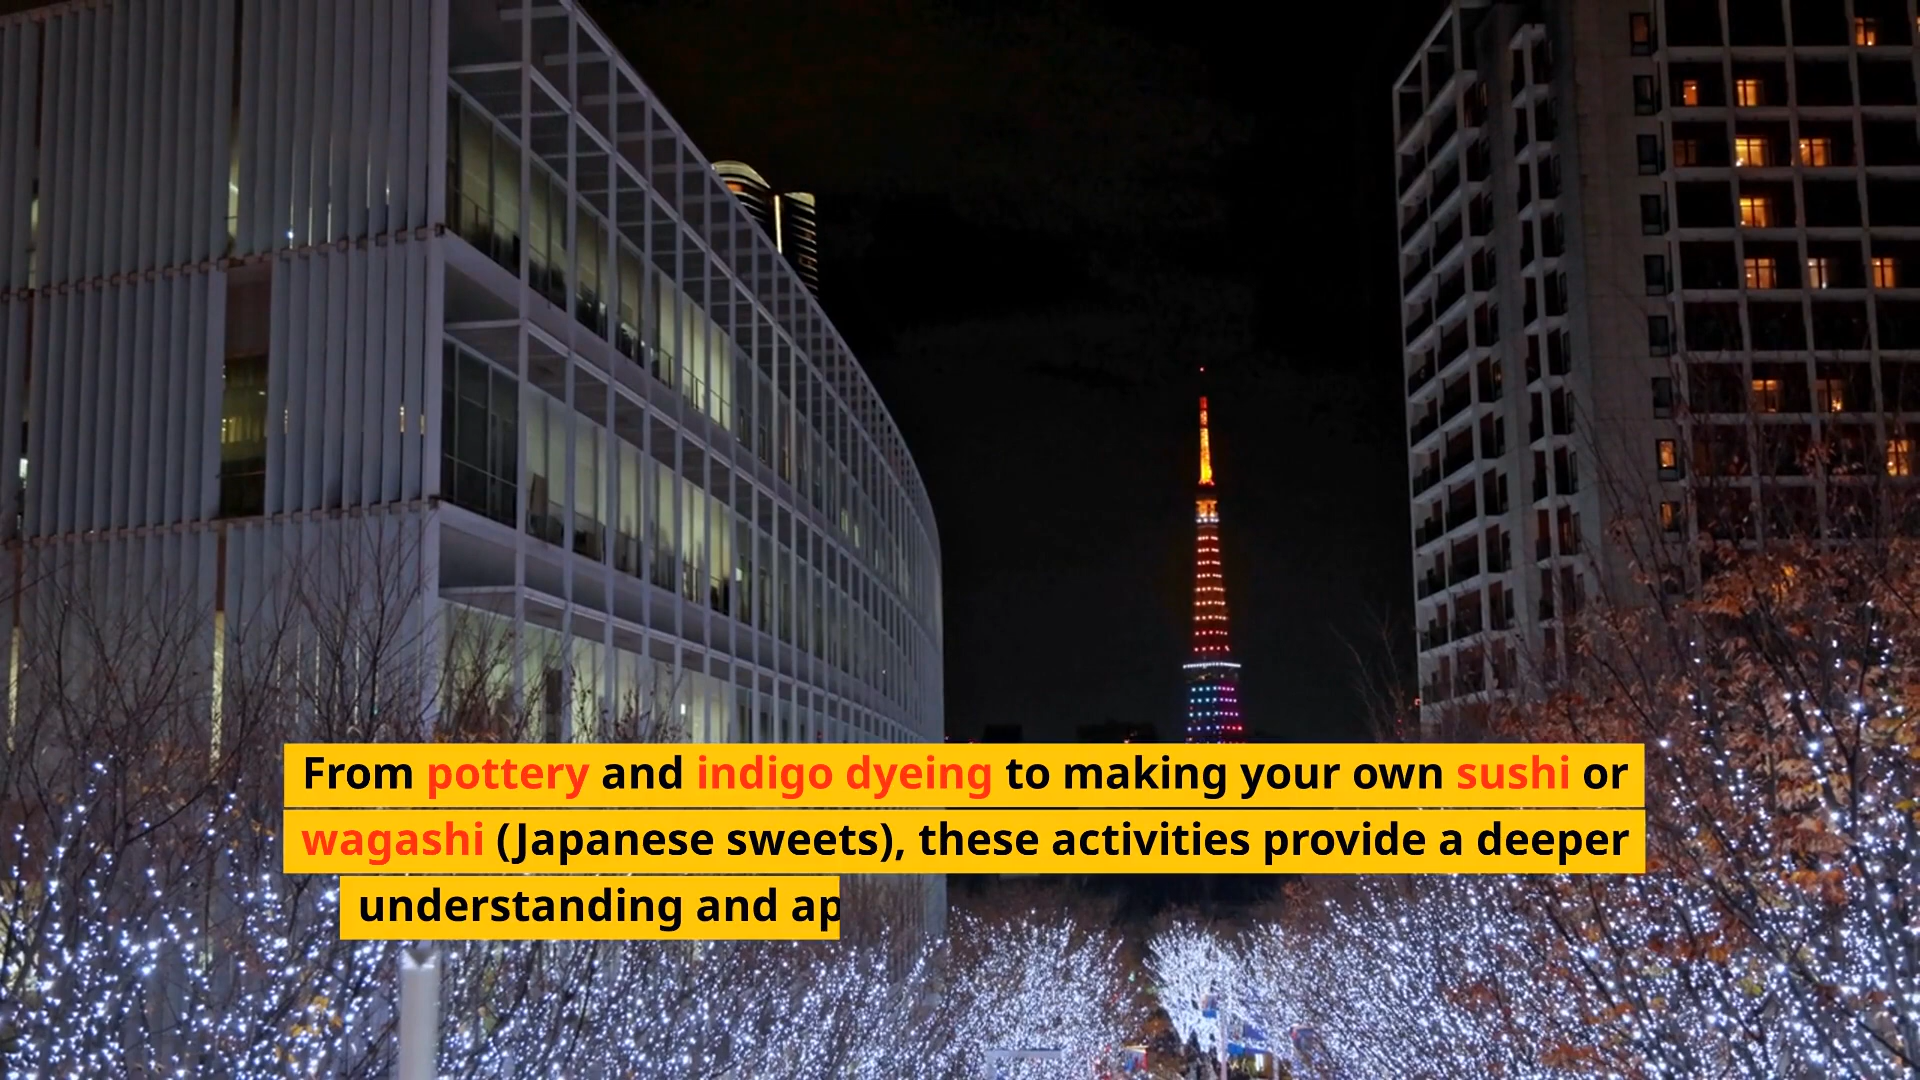 From pottery and indigo dyeing to making your own sushi or
wagashi (Japanese sweets), these activities provide a deeper
understanding and ap